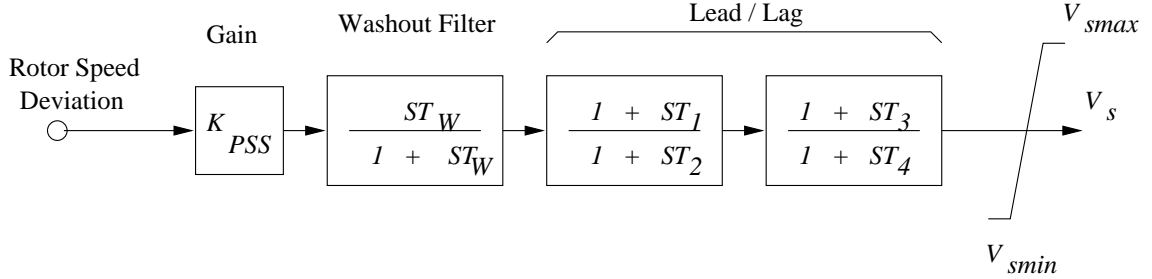 Lead / Lag
V smax
Gain
Washout Filter
Rotor Speed
Deviation
K PSS
ST W
1 + ST W
1 + ST 1
1 + ST 2
1 + ST 3
1 + ST 4
V s
V smin